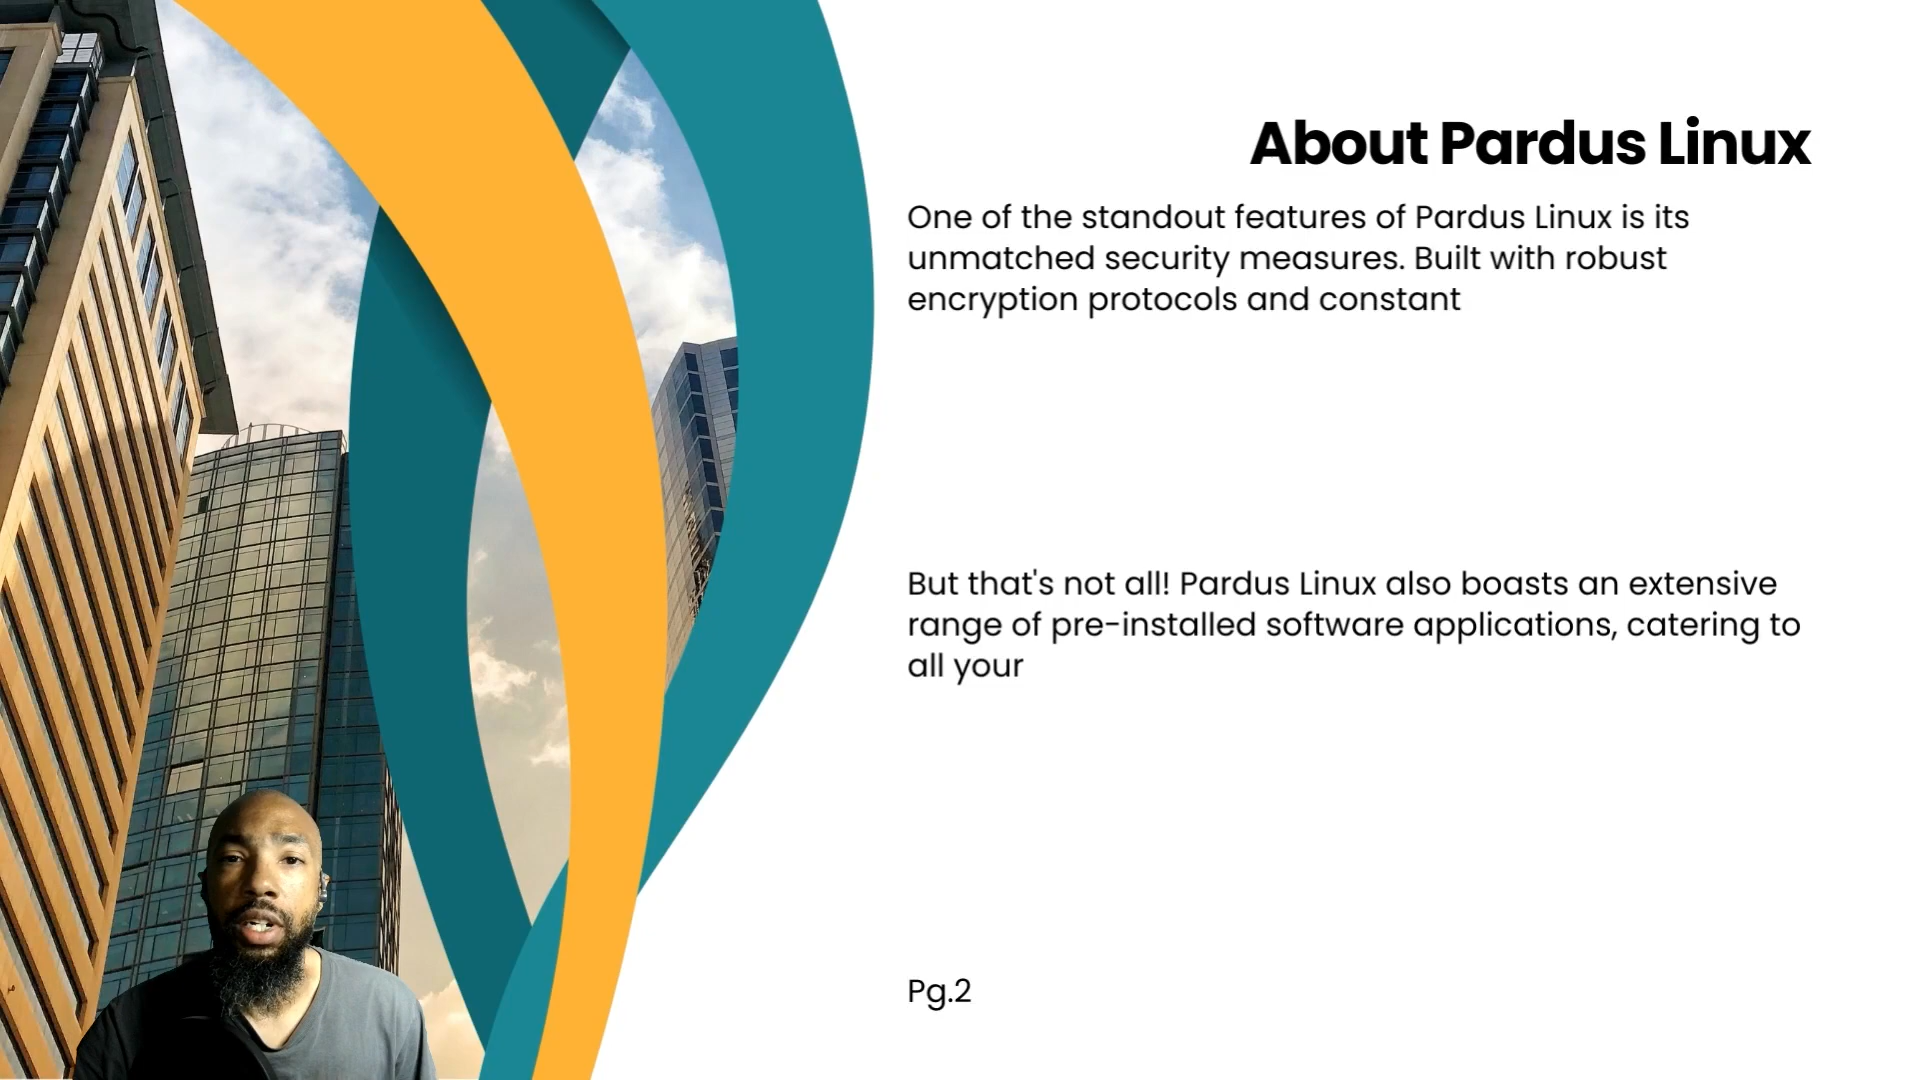 About Pardus Linux
One of the standout features of Pardus Linux is its
unmatched security measures. Built with robust
encryption protocols and constant
But that's not all! Pardus Linux also boasts an extensive
range of pre-installed software applications, catering to
all your
Pg.2